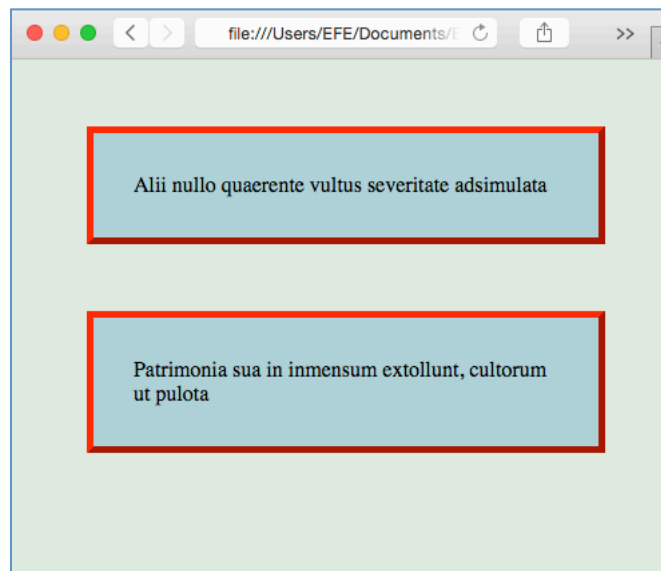 file:///Users/EFE/Documents/E
>>
Alii nullo quaerente vultus severitate adsimulata
Patrimonia sua in inmensum extollunt, cultorum
ut pulota